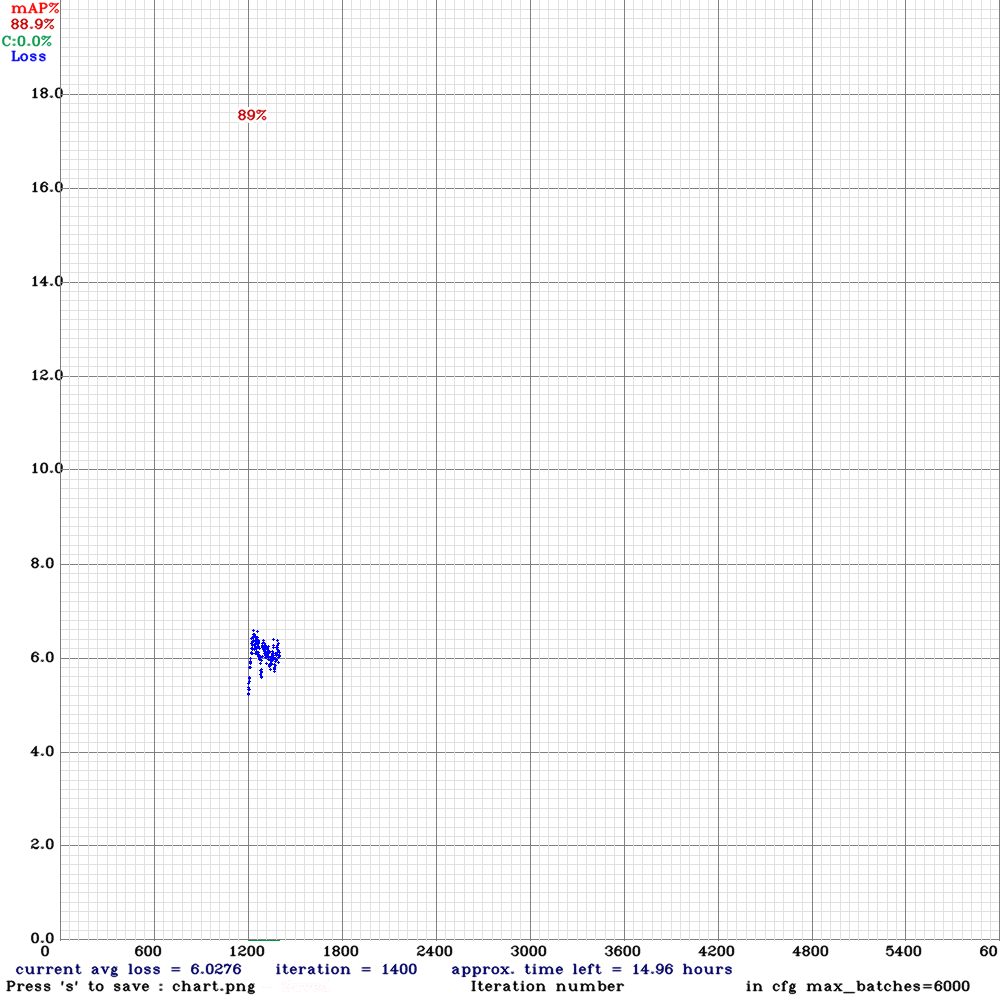 mAP%
88.9%
C:0.0%
Loss
18.0
89%
16.0
14.0
12.0
10.0
8.0
6.0
4.0
2.0
0.0
0 600 1200 1800 2400 3000 3600 4200 4800 5400 60
current avg loss = 6.0276 iteration = 1400 approx. time left = 14.96 hours
Press 's' to save : chart.png Iteration number in cfg max_batches=6000